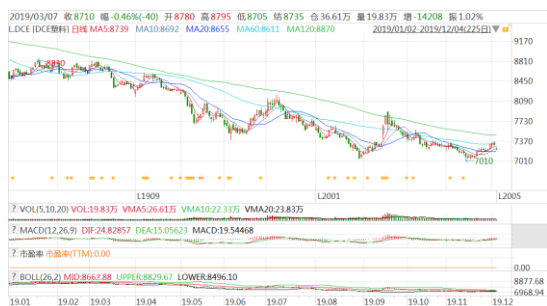 2019/03/07 收8710 幅-0.46%(-40) 开8780 高8795 低8705 结8735 仓36.61万 量19.83万 增-14208 振1.02%
L.DCE [DCE塑料] 日线 MA5:8739 MA10:8692 MA20:8655 MA60:8611 MA120:8870 2019/01/02-2019/12/04(225日)
9170
8830
8810
8450
8090
7730
7370
7010
7010
L1909 L2001 L2005
? VOL(5,10,20) VOL:19.83万 VMA5:26.61万 VMA10:22.33万 VMA20:23.83万
? MACD(12,26,9) DIF:24.82857 DEA:15.05623 MACD:19.54468
? 市盈率 市盈率(TTM):0.00
0.00
? BOLL(26,2) MID:8663.88 UPPER:8829.67 LOWER:8496.10
8877.68
6968.94
19.01 19.02 19.03 19.04 19.05 19.06 19.07 19.08 19.09 19.10 19.11 19.12